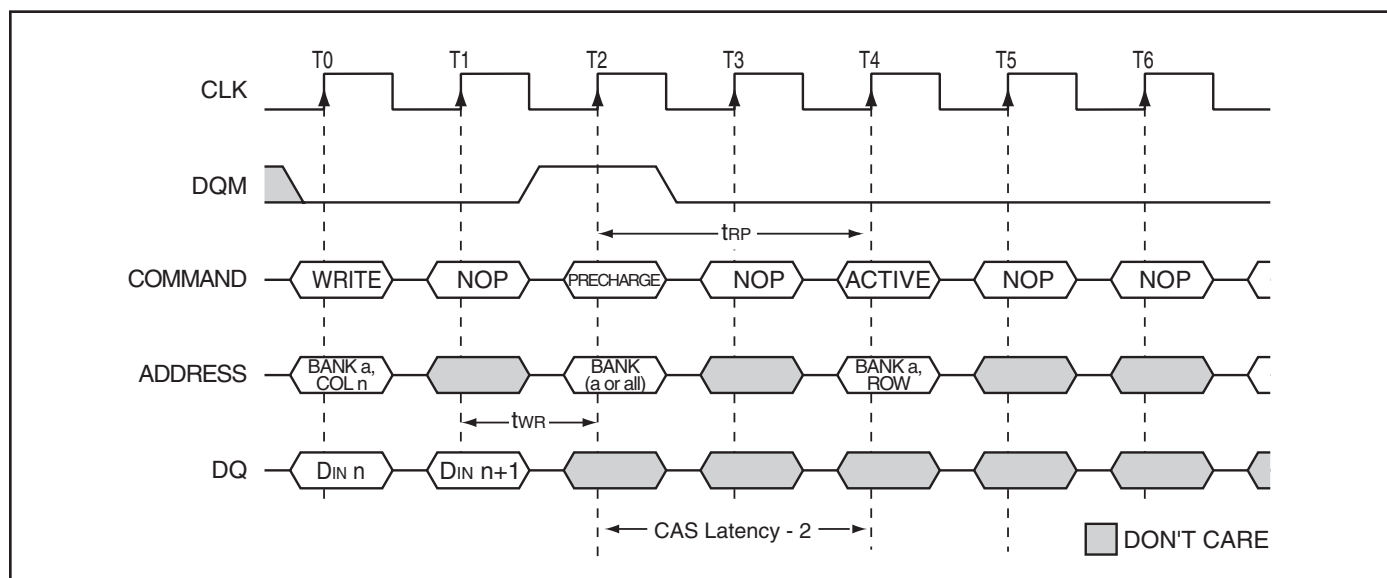 T0 T1 T2 T3 T4 T5 T6
CLK
DQM
tRP
COMMAND WRITE NOP PRECHARGE NOP ACTIVE NOP NOP
ADDRESS
BANK a,
COL n
BANK
(a or all)
BANK a,
ROW
tWR
DQ DIN n DIN n+1
CAS Latency - 2
DON'T CARE